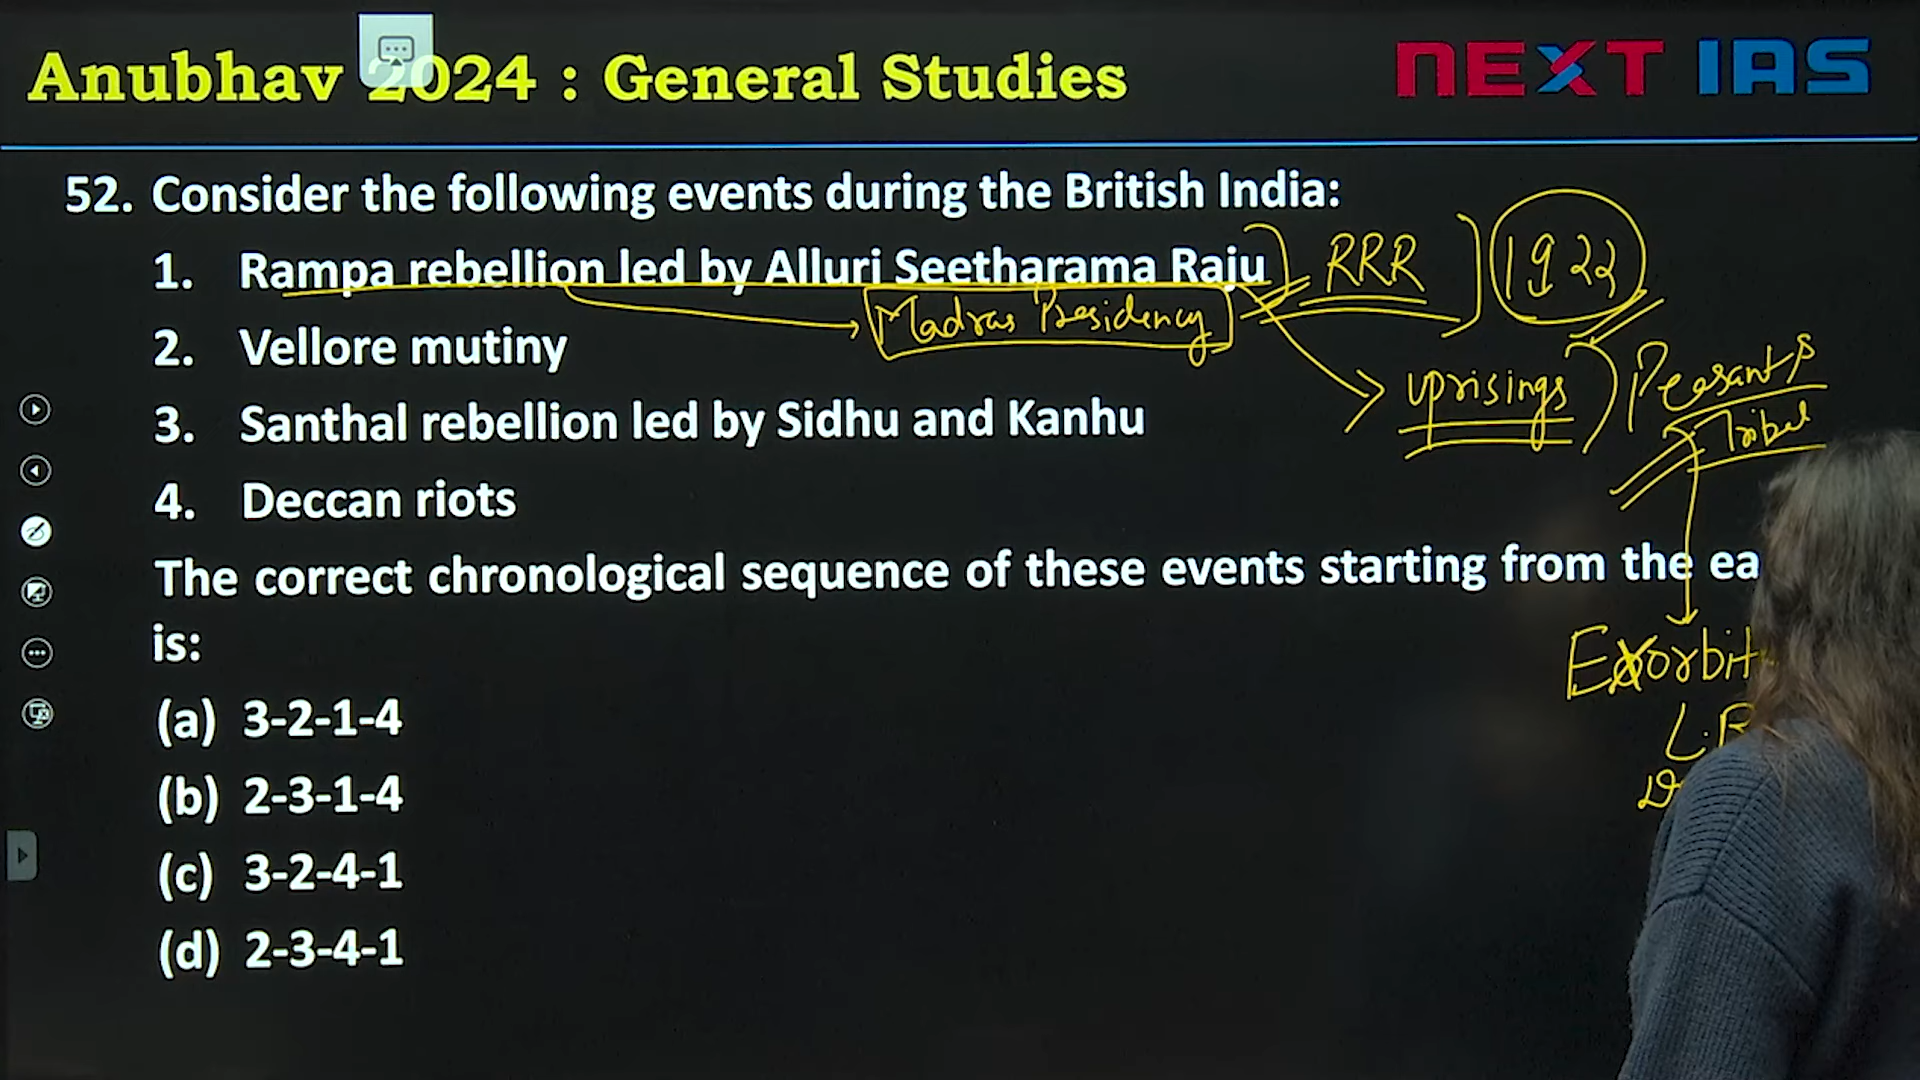 Anubhav 2024 : General Studies
NEXT IAS
52. Consider the following events during the British India:
1. Rampa rebellion led by Alluri Seetharama Raju
RRR
1922
Madras Presidency
2. Vellore mutiny
uprisings
Peasants
Tribal
3. Santhal rebellion led by Sidhu and Kanhu
4. Deccan riots
The correct chronological sequence of these events starting from the ea
is:
Exorbit
L.R
(a) 3-2-1-4
(b) 2-3-1-4
(c) 3-2-4-1
(d) 2-3-4-1